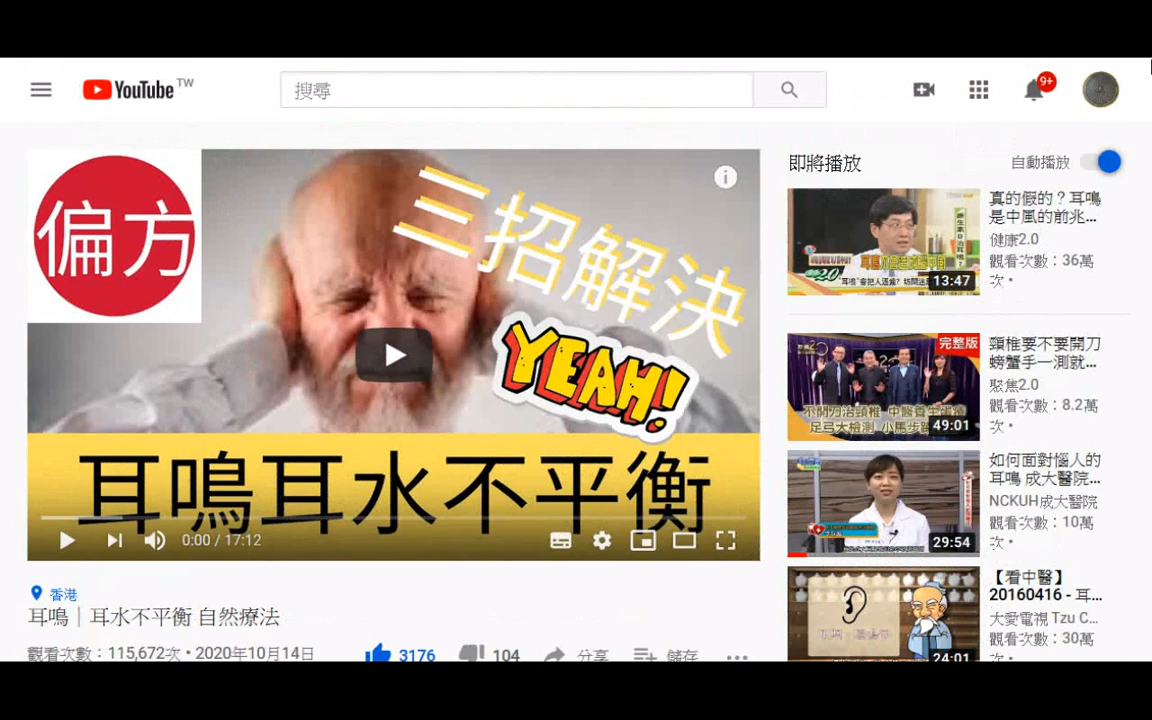 YouTube TW
搜尋
9+
偏方
三招解決
YEAH!
耳鳴耳水不平衡
0:00 / 17:12
香港
耳鳴｜耳水不平衡 自然療法
觀看次數：115,672次 • 2020年10月14日
3176
104
分享
儲存
即將播放
自動播放
13:47
真的假的？耳鳴
是中風的前兆...
健康2.0
觀看次數：36萬
次 •
完整版
49:01
頸椎要不要開刀
螃蟹手一測就...
聚焦2.0
觀看次數：8.2萬
次 •
29:54
如何面對惱人的
耳鳴 成大醫院...
NCKUH成大醫院
觀看次數：10萬
次 •
24:01
【看中醫】
20160416 - 耳...
大愛電視 Tzu C...
觀看次數：30萬
次 •